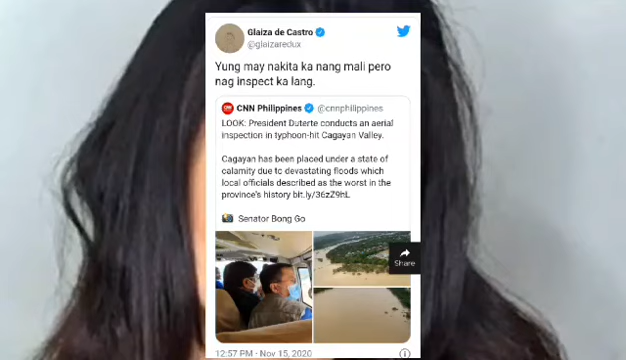 Glaiza de Castro
@glaizaredux
Yung may nakita ka nang mali pero
nag inspect ka lang.
CNN Philippines @cnnphilippines
LOOK: President Duterte conducts an aerial
inspection in typhoon-hit Cagayan Valley.
Cagayan has been placed under a state of
calamity due to devastating floods which
local officials described as the worst in the
province's history bit.ly/36zZ9hL
Senator Bong Go
Share
12:57 PM · Nov 15, 2020